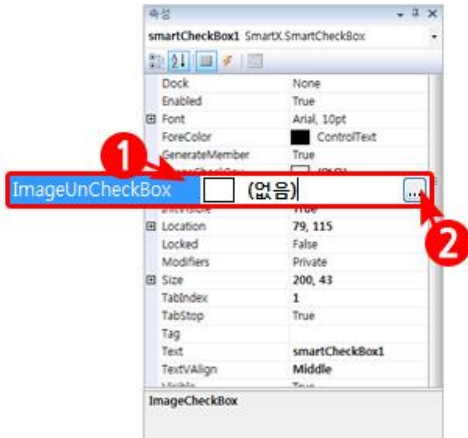 속성
smartCheckBox1 SmartX.SmartCheckBox
Dock None
Enabled True
Font Arial, 10pt
ForeColor ControlText
GenerateMember True
1
ImageUnCheckBox (없음) ...
2
Location 79, 115
Locked False
Modifiers Private
Size 200, 43
TabIndex 1
TabStop True
Tag
Text smartCheckBox1
TextVAlign Middle
ImageCheckBox